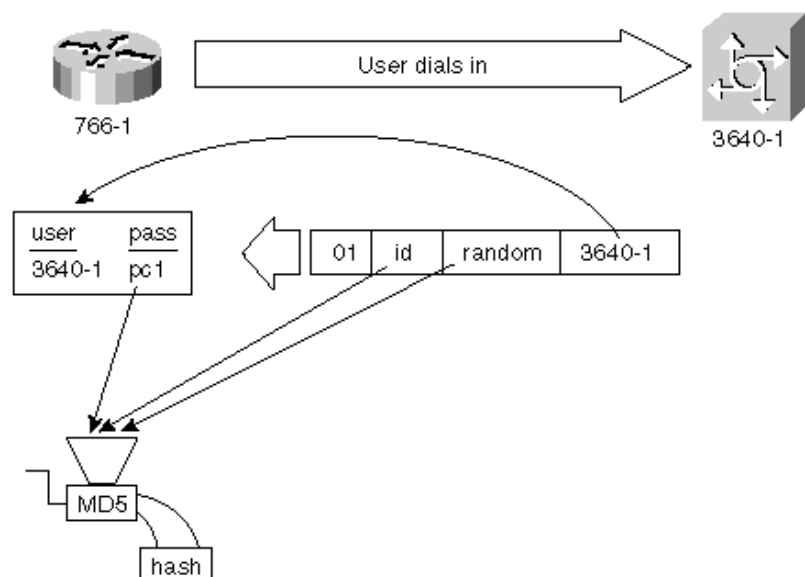 User dials in
766-1
3640-1
user pass
3640-1 pc1
01 id random 3640-1
MD5
hash